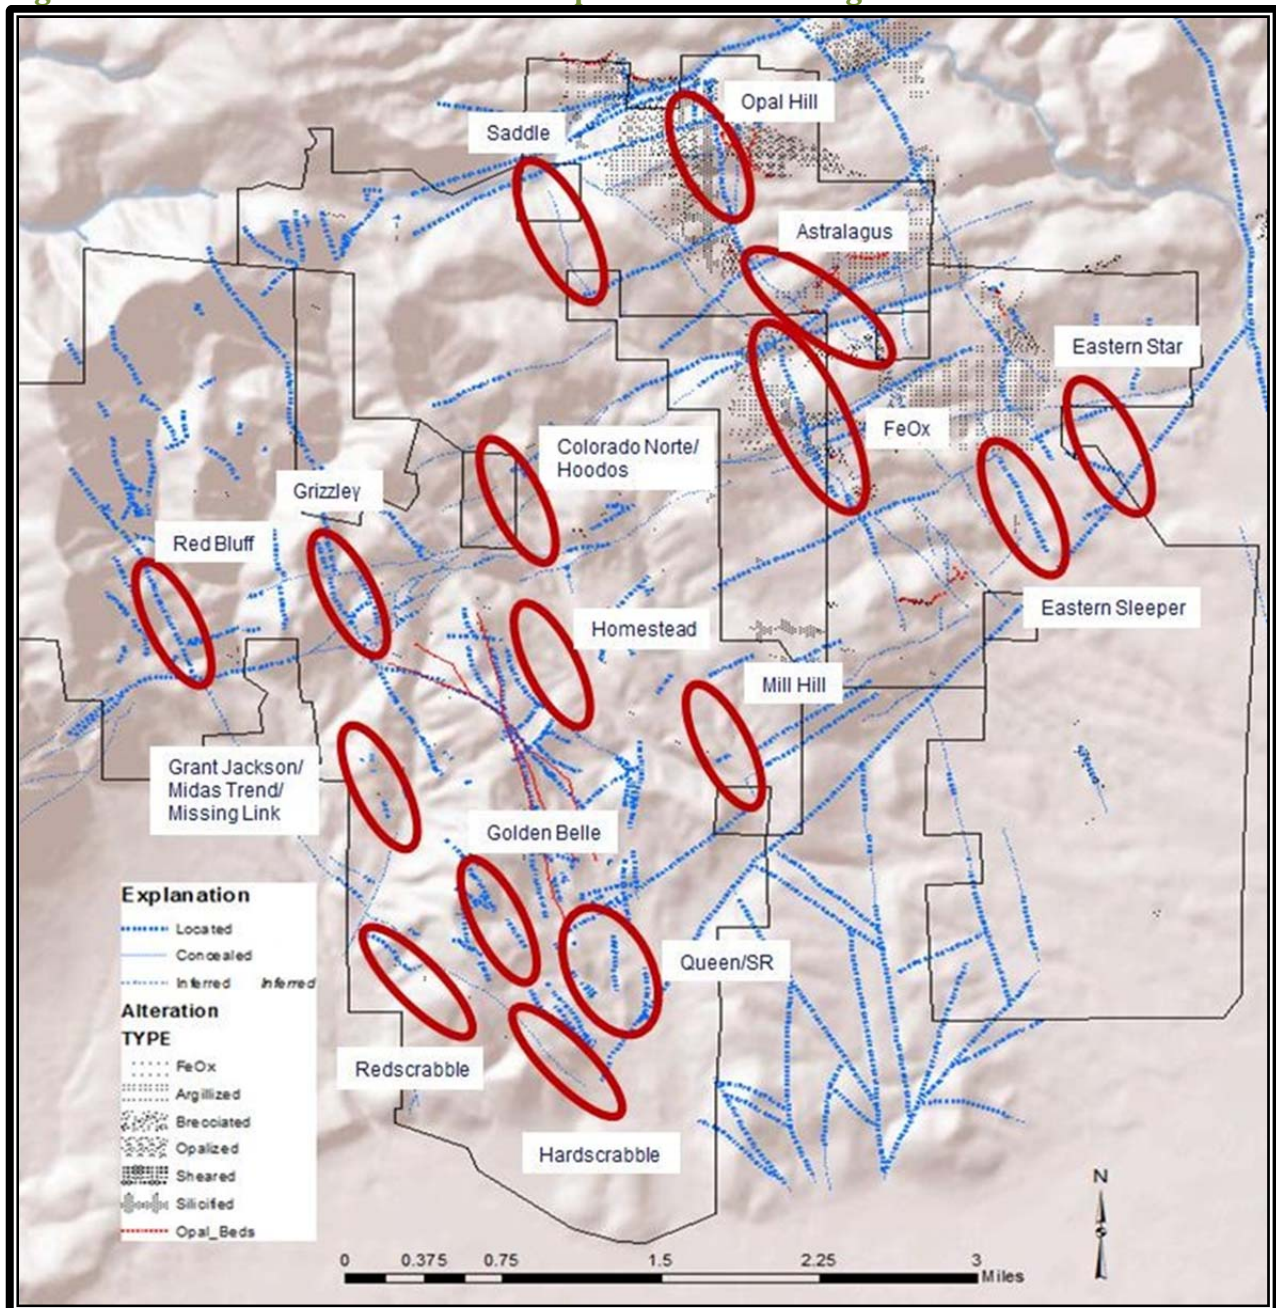 Opal Hill
Saddle
Astralagus
Eastern Star
FeOx
Colorado Norte/
Hoodos
Grizzley
Red Bluff
Eastern Sleeper
Homestead
Mill Hill
Grant Jackson/
Midas Trend/
Missing Link
Golden Belle
Queen/SR
Redscrabble
Hardscrabble
Explanation
Located
Concealed
Inferred Inferred
Alteration
TYPE
FeOx
Argillized
Brecciated
Opalized
Sheared
Silicified
Opal_Beds
N
0 0.375 0.75 1.5 2.25 3
Miles